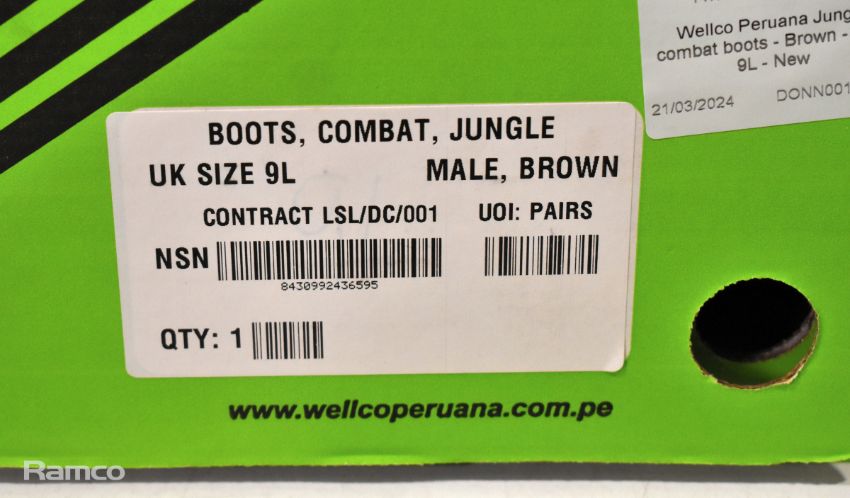 Wellco Peruana Jung
combat boots - Brown -
9L - New
21/03/2024 DONN001
BOOTS, COMBAT, JUNGLE
UK SIZE 9L MALE, BROWN
CONTRACT LSL/DC/001 UOI: PAIRS
NSN
8430992436595
QTY: 1
www.wellcoperuana.com.pe
Ramco